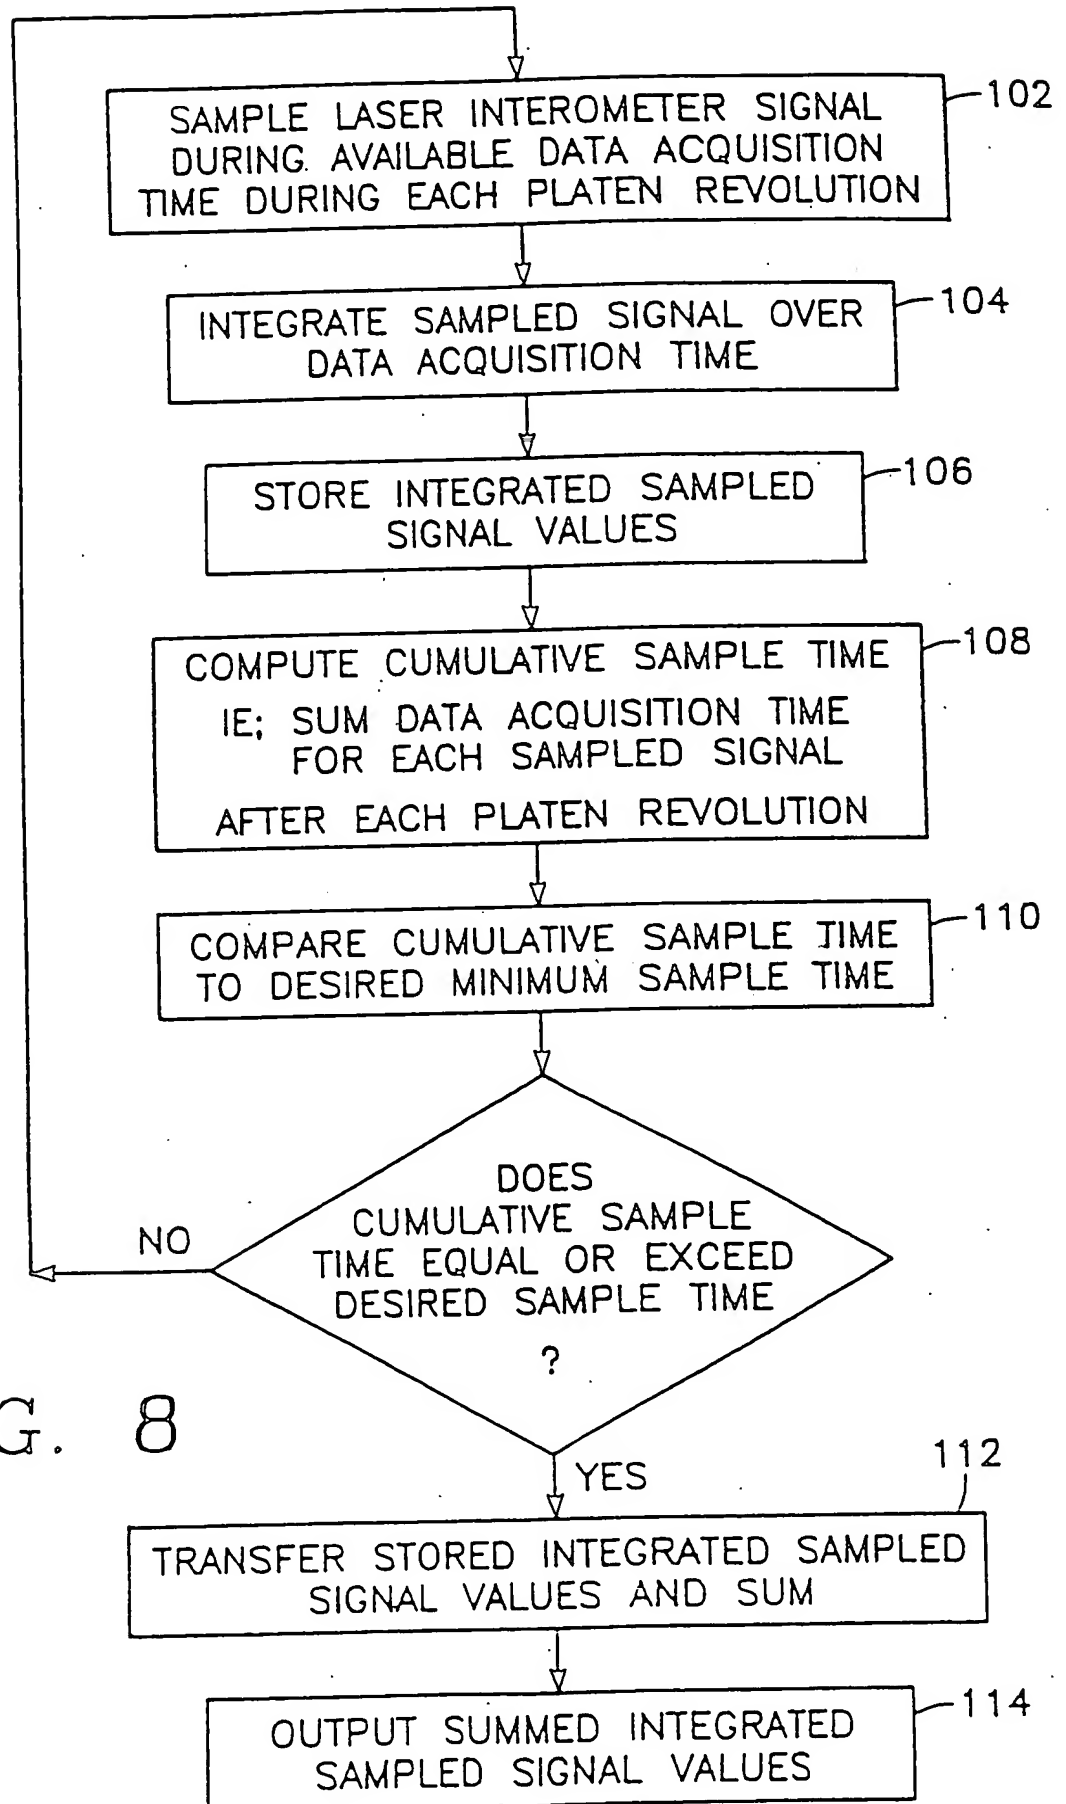 SAMPLE LASER INTEROMETER SIGNAL
DURING AVAILABLE DATA ACQUISITION
TIME DURING EACH PLATEN REVOLUTION
102
INTEGRATE SAMPLED SIGNAL OVER
DATA ACQUISITION TIME
104
STORE INTEGRATED SAMPLED
SIGNAL VALUES
106
COMPUTE CUMULATIVE SAMPLE TIME
IE; SUM DATA ACQUISITION TIME
FOR EACH SAMPLED SIGNAL
AFTER EACH PLATEN REVOLUTION
108
COMPARE CUMULATIVE SAMPLE TIME
TO DESIRED MINIMUM SAMPLE TIME
110
DOES
CUMULATIVE SAMPLE
TIME EQUAL OR EXCEED
DESIRED SAMPLE TIME
?
NO
G. 8
YES
112
TRANSFER STORED INTEGRATED SAMPLED
SIGNAL VALUES AND SUM
OUTPUT SUMMED INTEGRATED
SAMPLED SIGNAL VALUES
114